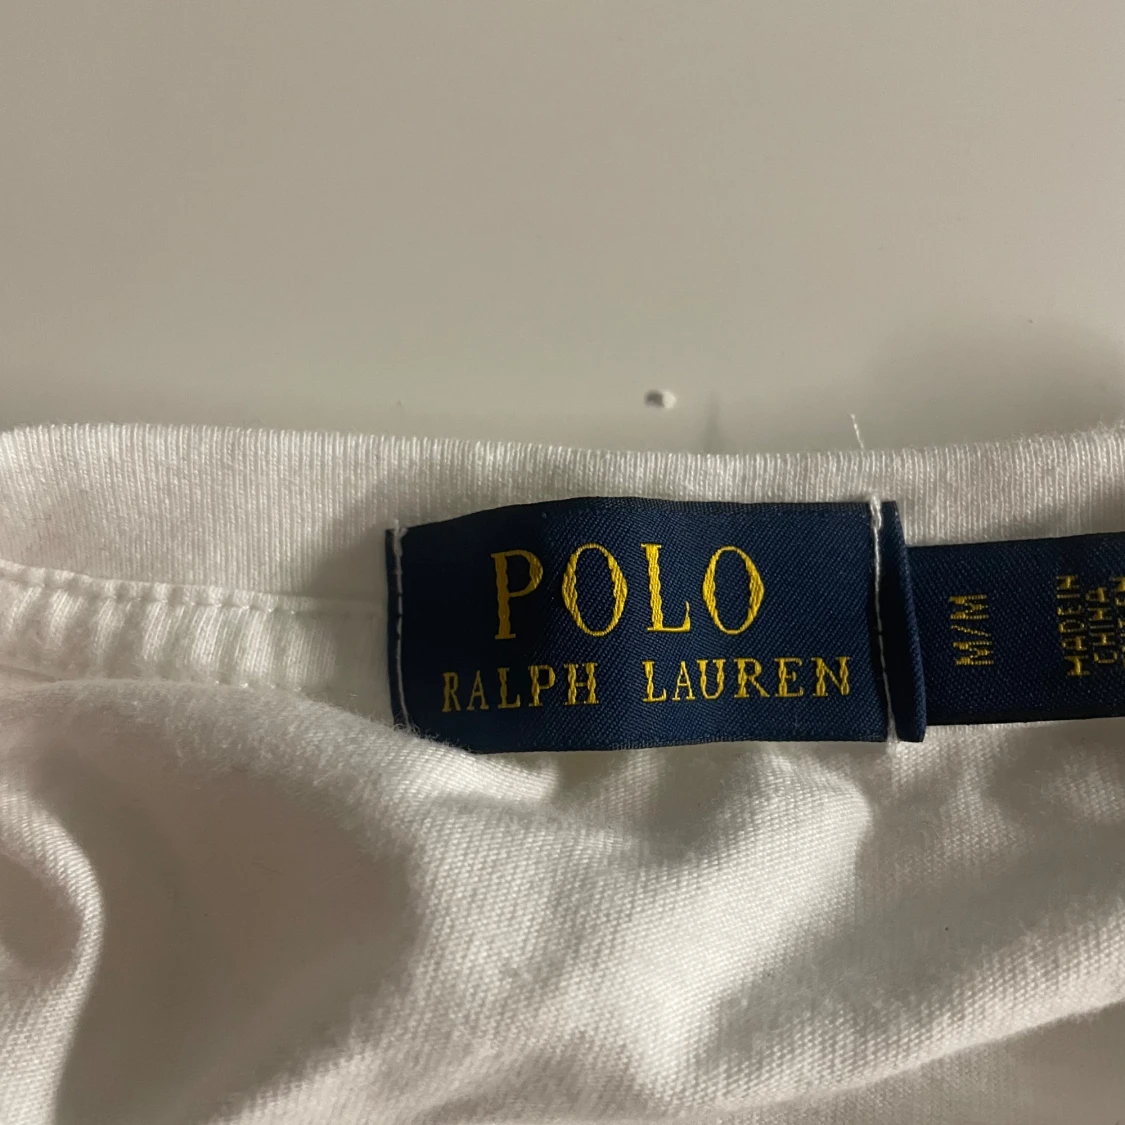 POLO
RALPH LAUREN
M/M
MADE IN
CHINA